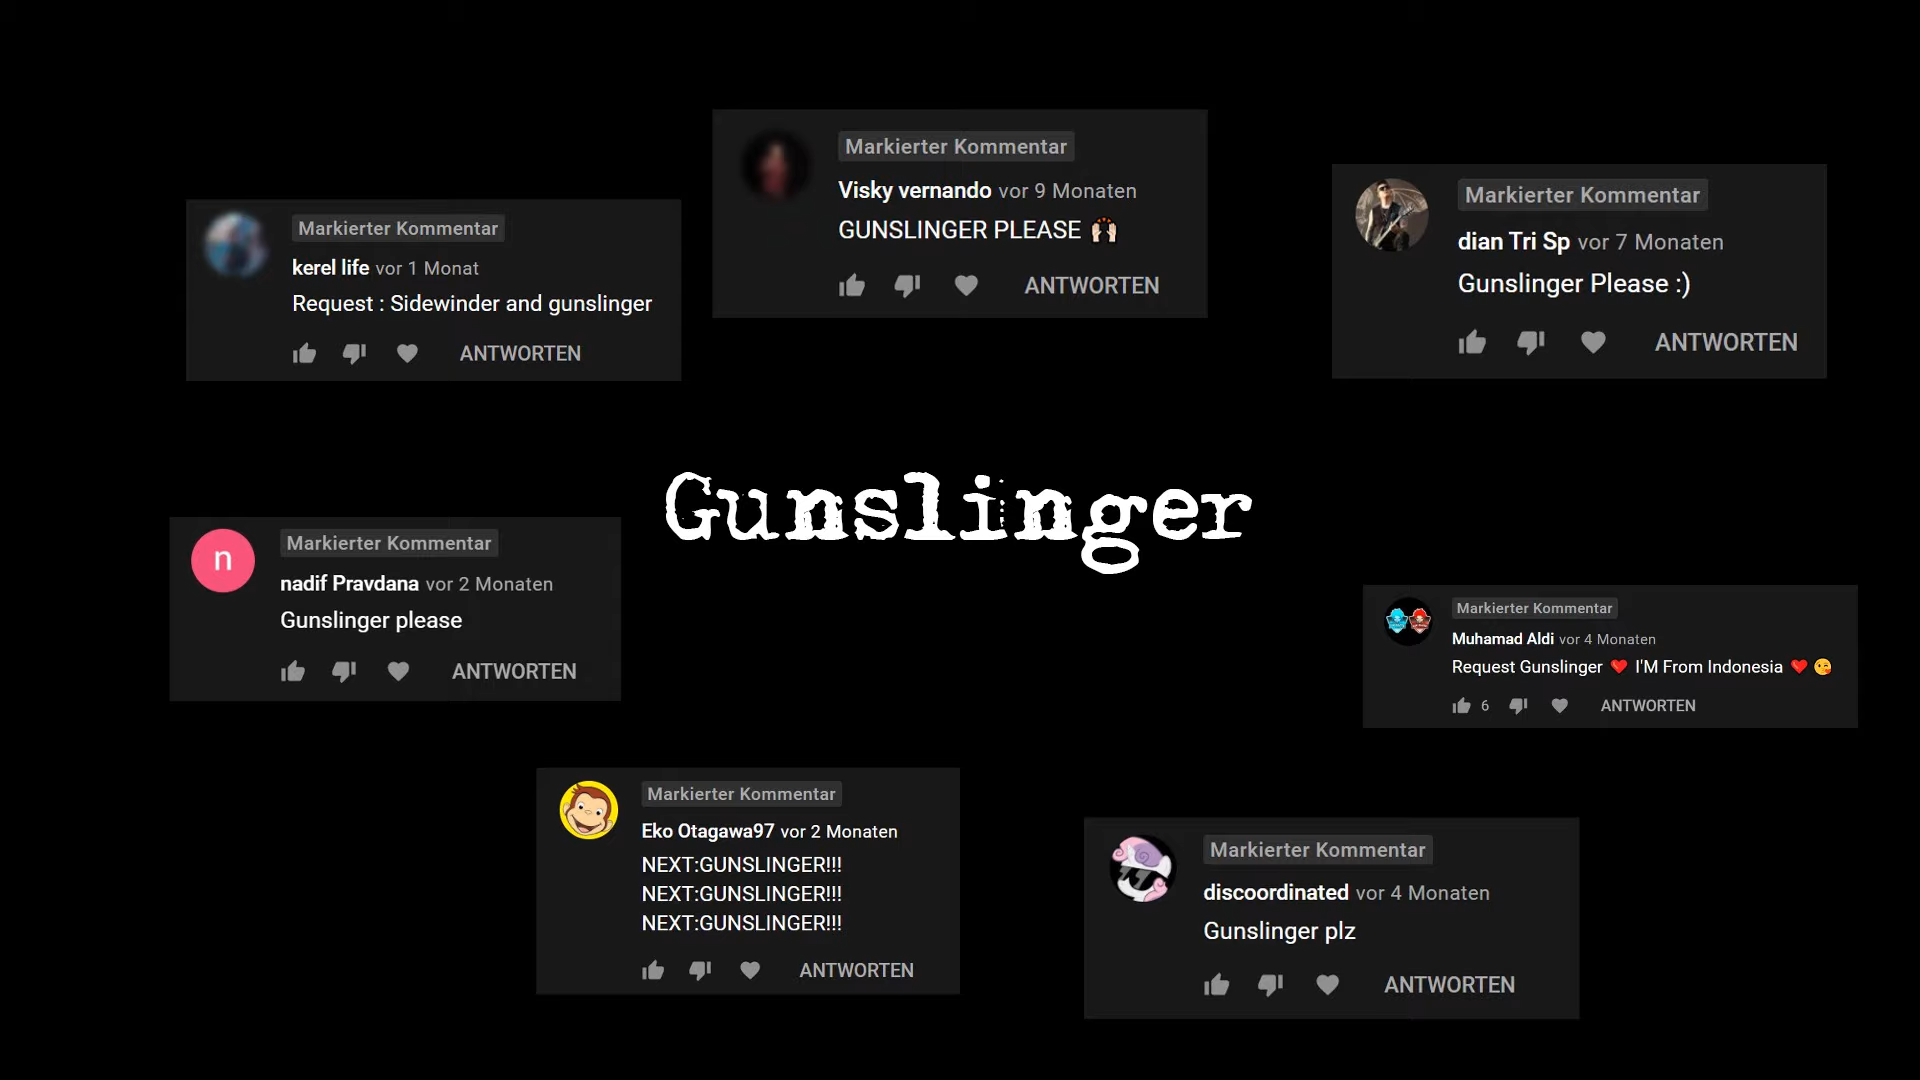 Markierter Kommentar
Visky vernando vor 9 Monaten
GUNSLINGER PLEASE 🙌🏻
ANTWORTEN
Markierter Kommentar
kerel life vor 1 Monat
Request : Sidewinder and gunslinger
ANTWORTEN
Markierter Kommentar
dian Tri Sp vor 7 Monaten
Gunslinger Please :)
ANTWORTEN
Gunslinger
n
Markierter Kommentar
nadif Pravdana vor 2 Monaten
Gunslinger please
ANTWORTEN
Markierter Kommentar
Muhamad Aldi vor 4 Monaten
Request Gunslinger ❤️ I'M From Indonesia ❤️ 😘
6 ANTWORTEN
Markierter Kommentar
Eko Otagawa97 vor 2 Monaten
NEXT:GUNSLINGER!!!
NEXT:GUNSLINGER!!!
NEXT:GUNSLINGER!!!
ANTWORTEN
Markierter Kommentar
discoordinated vor 4 Monaten
Gunslinger plz
ANTWORTEN